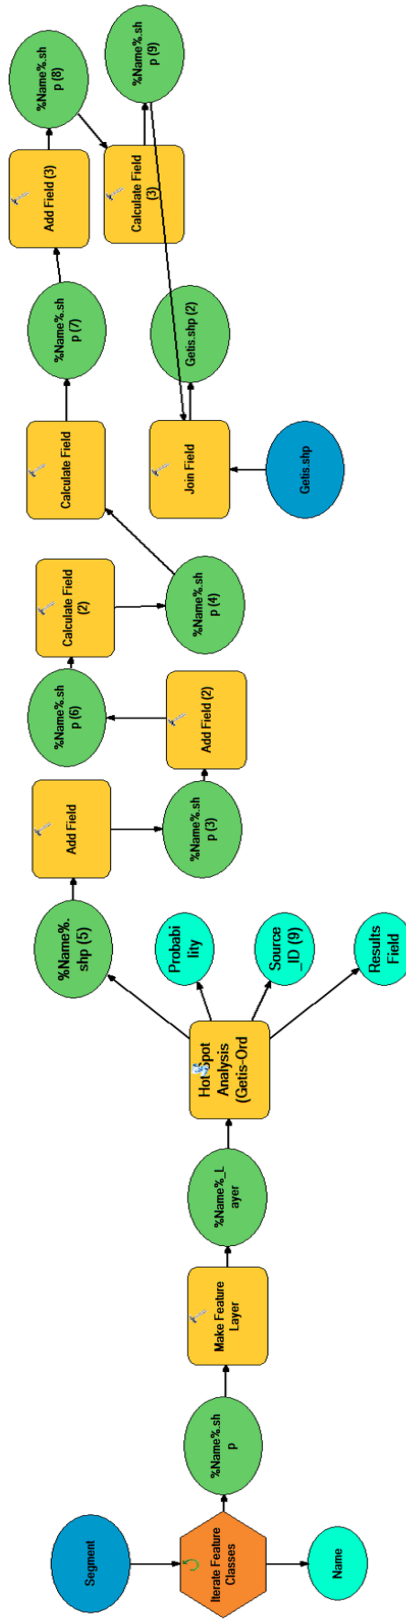 Segment
Iterate Feature
Classes
Name
%Name%.sh
p
Make Feature
Layer
%Name%_L
ayer
Hot Spot
Analysis
(Getis-Ord
%Name%.
shp (5)
Probabi
lity
Source
_ID (9)
Results
Field
Add Field
%Name%.sh
p (3)
Add Field (2)
%Name%.sh
p (6)
Calculate Field
(2)
%Name%.sh
p (4)
Calculate Field
%Name%.sh
p (7)
Add Field (3)
%Name%.sh
p (8)
Calculate Field
(3)
%Name%.sh
p (9)
Join Field
Getis.shp
Getis.shp (2)